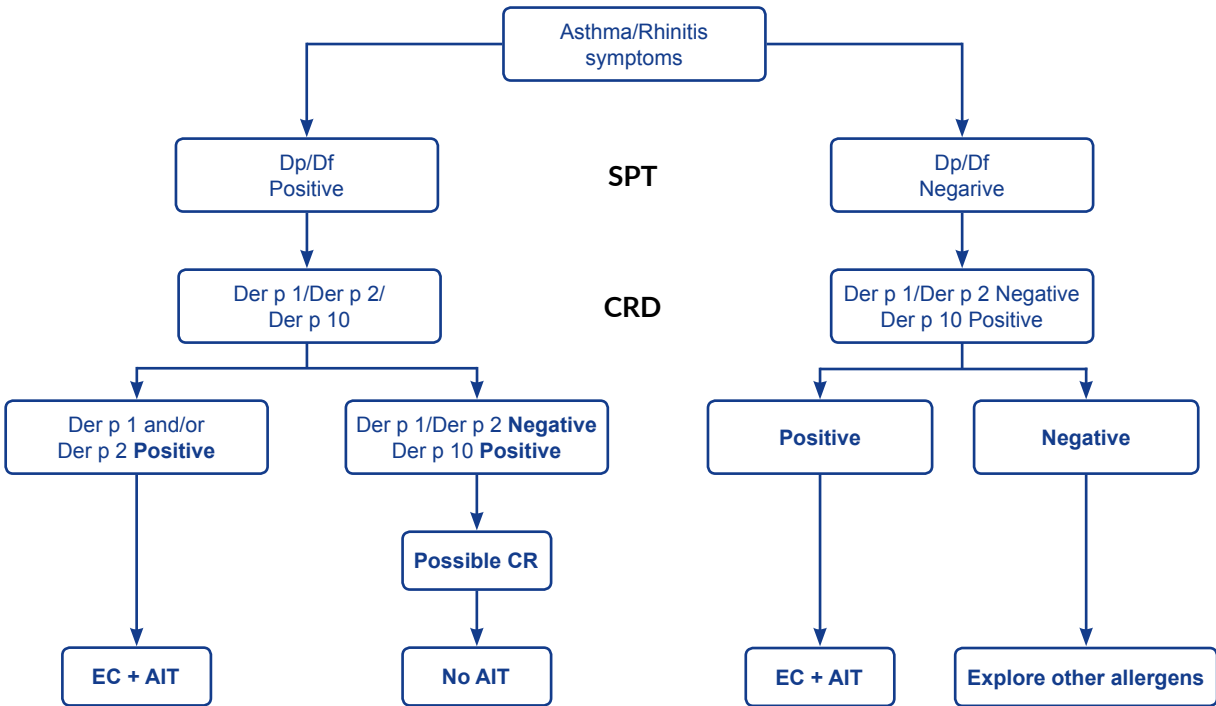 Asthma/Rhinitis
symptoms
Dp/Df
Positive
SPT
Dp/Df
Negarive
Der p 1/Der p 2/
Der p 10
CRD
Der p 1/Der p 2 Negative
Der p 10 Positive
Der p 1 and/or
Der p 2 Positive
Der p 1/Der p 2 Negative
Der p 10 Positive
Positive
Negative
Possible CR
EC + AIT
No AIT
EC + AIT
Explore other allergens